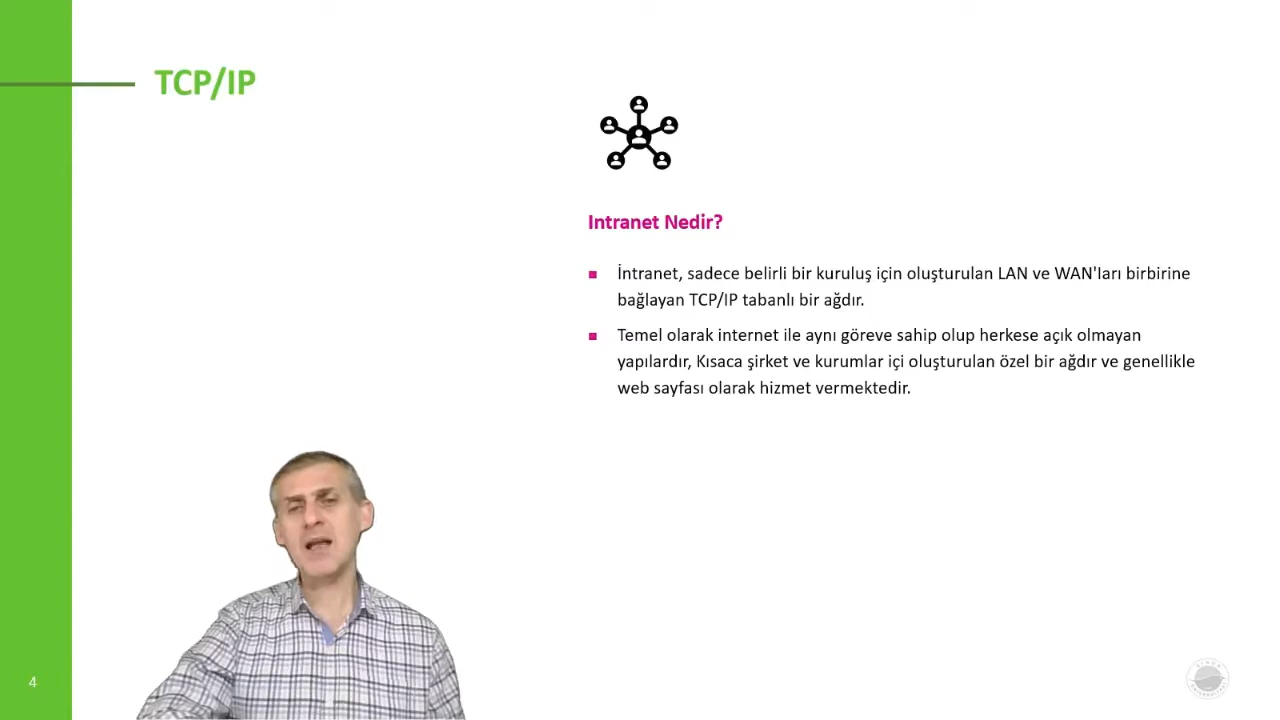 TCP/IP
Intranet Nedir?
İntranet, sadece belirli bir kuruluş için oluşturulan LAN ve WAN'ları birbirine
bağlayan TCP/IP tabanlı bir ağdır.
Temel olarak internet ile aynı göreve sahip olup herkese açık olmayan
yapılardır, Kısaca şirket ve kurumlar içi oluşturulan özel bir ağdır ve genellikle
web sayfası olarak hizmet vermektedir.
4